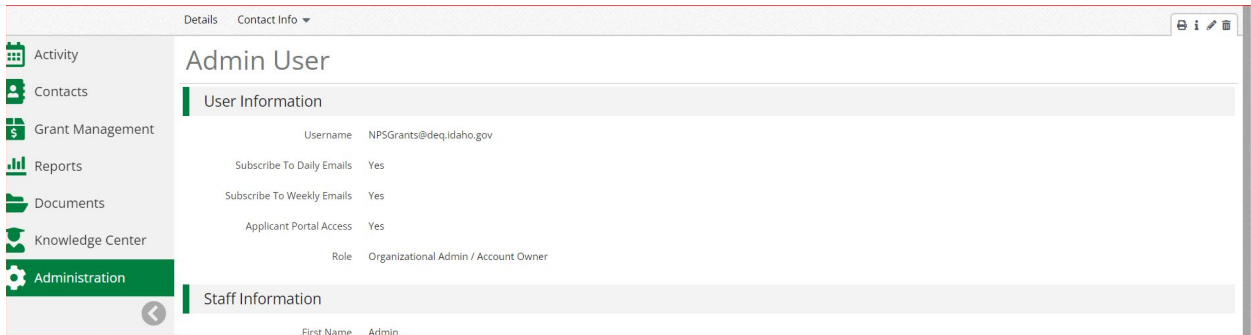 Details Contact Info
Activity
Admin User
Contacts
User Information
Grant Management
Username NPSGrants@deq.idaho.gov
Reports
Subscribe To Daily Emails Yes
Subscribe To Weekly Emails Yes
Documents
Applicant Portal Access Yes
Knowledge Center
Role Organizational Admin / Account Owner
Administration
Staff Information
First Name Admin